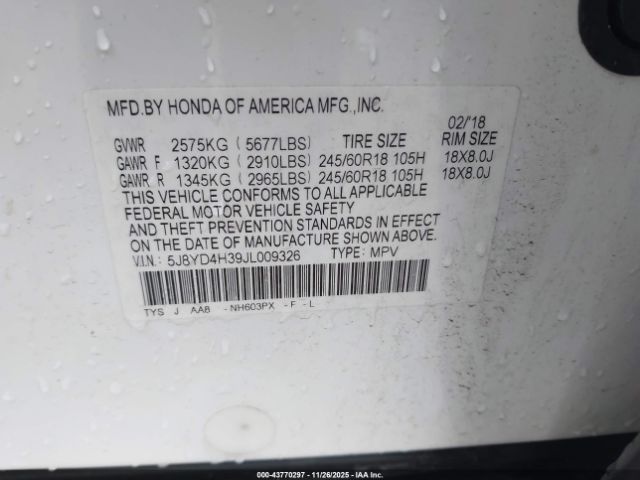 MFD.BY HONDA OF AMERICA MFG.,INC.
02/'18
GVWR 2575KG ( 5677LBS) TIRE SIZE RIM SIZE
GAWR F 1320KG ( 2910LBS) 245/60R18 105H 18X8.0J
GAWR R 1345KG ( 2965LBS) 245/60R18 105H 18X8.0J
THIS VEHICLE CONFORMS TO ALL APPLICABLE
FEDERAL MOTOR VEHICLE SAFETY
AND THEFT PREVENTION STANDARDS IN EFFECT
ON THE DATE OF MANUFACTURE SHOWN ABOVE.
V.I.N.: 5J8YD4H39JL009326 TYPE: MPV
TYS J AA8 -NH603PX -F -L
000-43770297 - 11/26/2025 - IAAI.COM